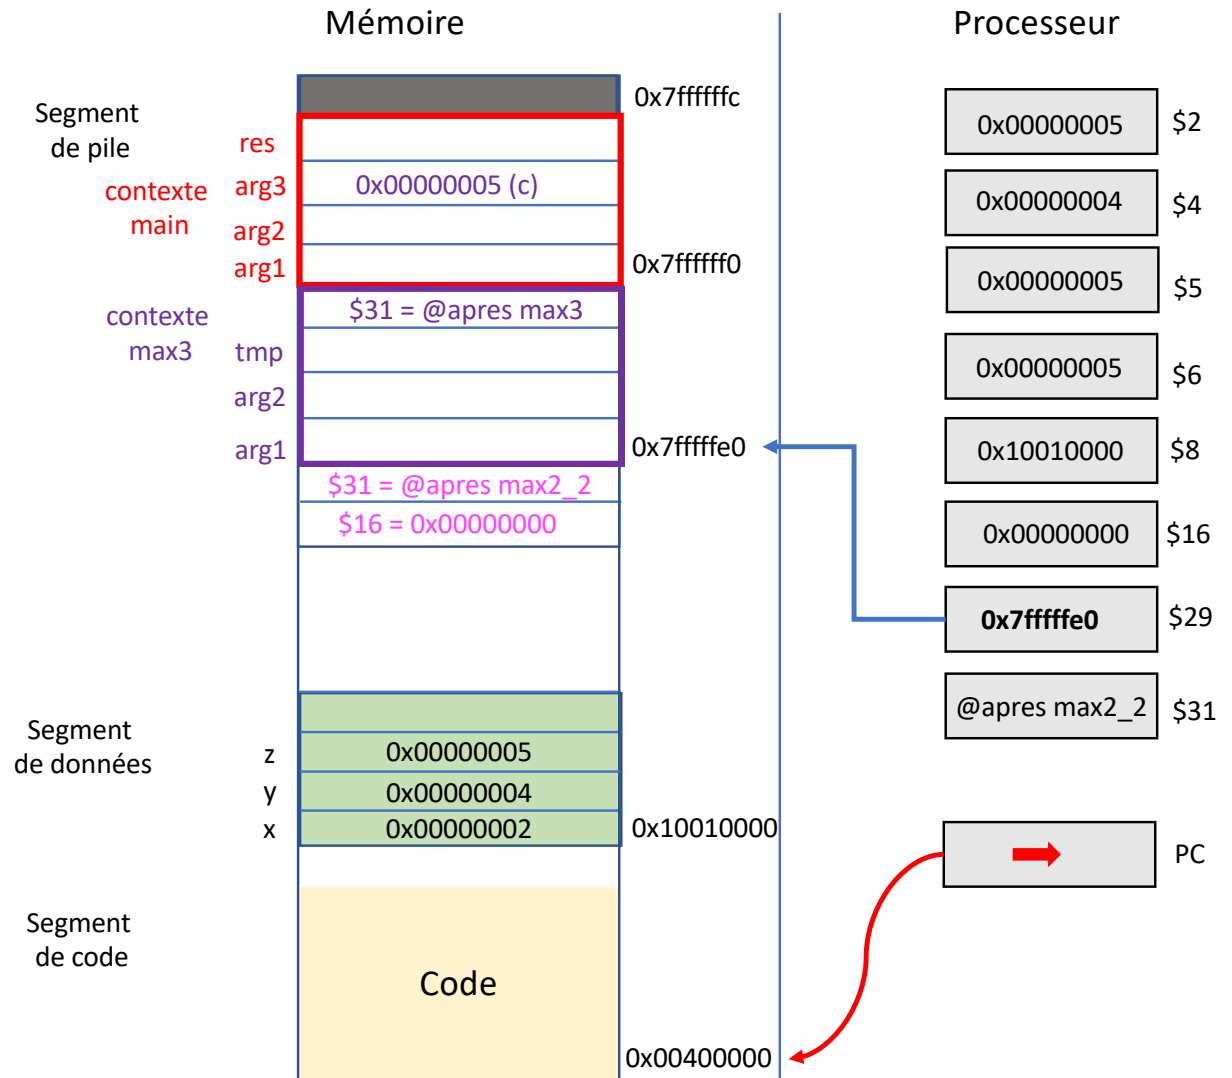 Mémoire
Processeur
0x7ffffffc
Segment
de pile
res
contexte
main
arg3
0x00000005 (c)
arg2
arg1
0x7ffffff0
contexte
max3
$31 = @apres max3
tmp
arg2
arg1
0x7fffffe0
$31 = @apres max2_2
$16 = 0x00000000
Segment
de données
z
0x00000005
y
0x00000004
x
0x00000002
0x10010000
Segment
de code
Code
0x00400000
0x00000005
$2
0x00000004
$4
0x00000005
$5
0x00000005
$6
0x10010000
$8
0x00000000
$16
0x7fffffe0
$29
@apres max2_2
$31
PC